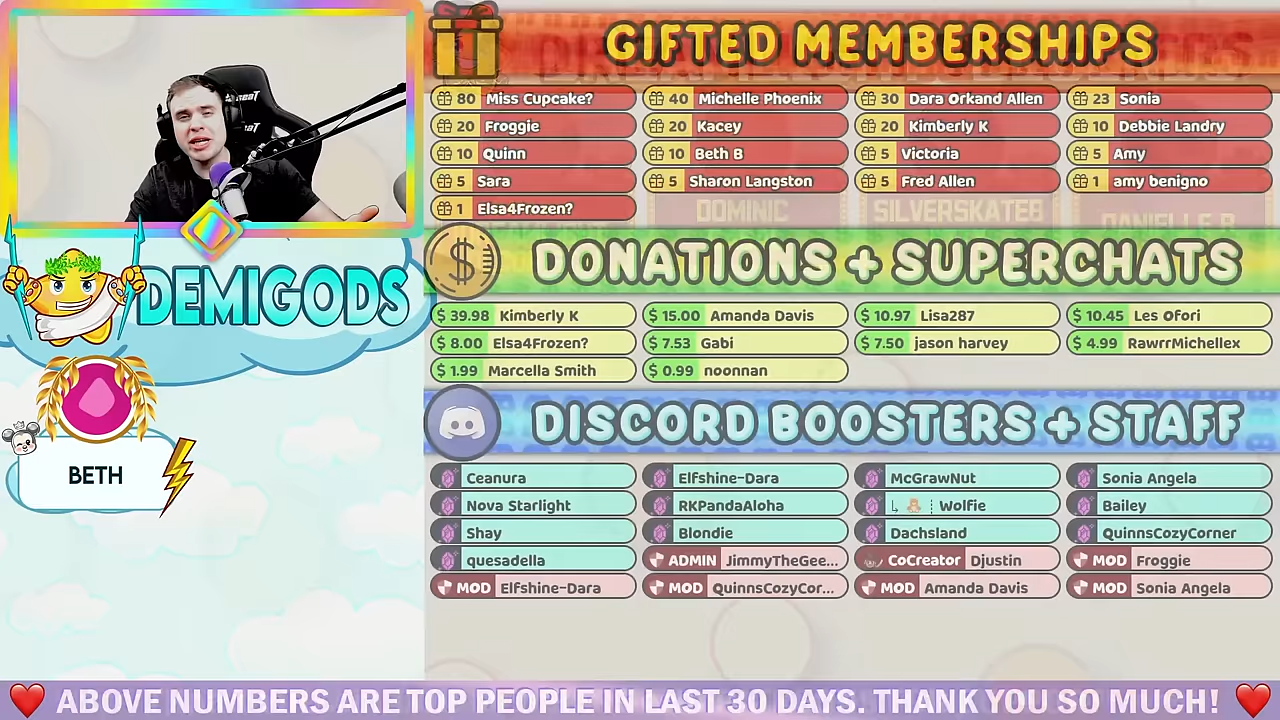 GIFTED MEMBERSHIPS
80 Miss Cupcake? 40 Michelle Phoenix 30 Dara Orkand Allen 23 Sonia
20 Froggie 20 Kacey 20 Kimberly K 10 Debbie Landry
10 Quinn 10 Beth B 5 Victoria 5 Amy
5 Sara 5 Sharon Langston 5 Fred Allen 1 amy benigno
1 Elsa4Frozen? DOMINIC SILVERSKATEB
DONATIONS + SUPERCHATS
$ 39.98 Kimberly K $ 15.00 Amanda Davis $ 10.97 Lisa287 $ 10.45 Les Ofori
$ 8.00 Elsa4Frozen? $ 7.53 Gabi $ 7.50 jason harvey $ 4.99 RawrrMichellex
$ 1.99 Marcella Smith $ 0.99 noonnan
DISCORD BOOSTERS + STAFF
Ceanura Elfshine-Dara McGrawNut Sonia Angela
Nova Starlight RKPandaAloha Wolfie Bailey
Shay Blondie Dachsland QuinnsCozyCorner
quesadella ADMIN JimmyTheGee... CoCreator Djustin MOD Froggie
MOD Elfshine-Dara MOD QuinnsCozyCor... MOD Amanda Davis MOD Sonia Angela
DEMIGODS
BETH
ABOVE NUMBERS ARE TOP PEOPLE IN LAST 30 DAYS. THANK YOU SO MUCH!